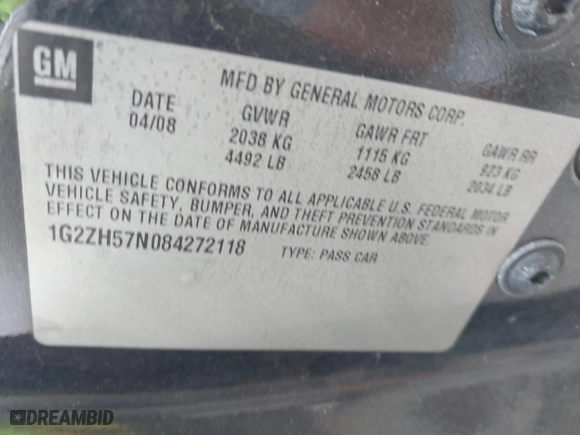 GM
MFD BY GENERAL MOTORS CORP.
DATE GVWR GAWR FRT GAWR RR
04/08 2038 KG 1115 KG 923 KG
4492 LB 2458 LB 2034 LB
THIS VEHICLE CONFORMS TO ALL APPLICABLE U.S. FEDERAL MOTOR
VEHICLE SAFETY, BUMPER, AND THEFT PREVENTION STANDARDS IN
EFFECT ON THE DATE OF MANUFACTURE SHOWN ABOVE.
1G2ZH57N084272118 TYPE: PASS CAR
DREAMBID